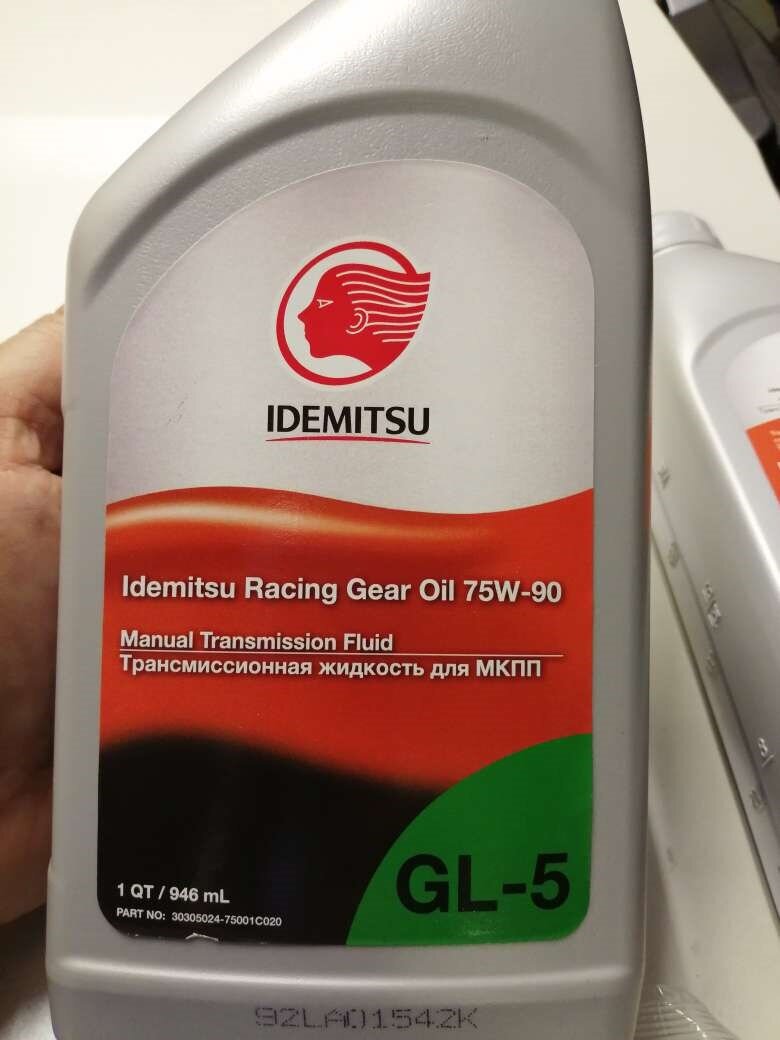 IDEMITSU
Idemitsu Racing Gear Oil 75W-90
Manual Transmission Fluid
Трансмиссионная жидкость для МКПП
GL-5
1 QT / 946 mL
PART NO: 30305024-75001C020
92LA01542K